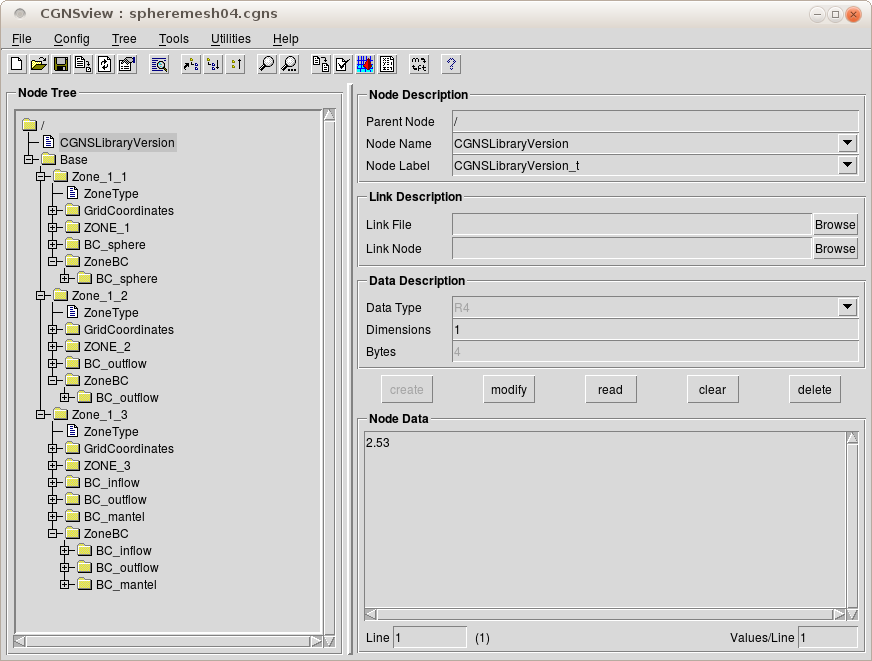 CGNSview : spheremesh04.cgns
File Config Tree Tools Utilities Help
Node Tree
/
CGNSLibraryVersion
Base
Zone_1_1
ZoneType
GridCoordinates
ZONE_1
BC_sphere
ZoneBC
BC_sphere
Zone_1_2
ZoneType
GridCoordinates
ZONE_2
BC_outflow
ZoneBC
BC_outflow
Zone_1_3
ZoneType
GridCoordinates
ZONE_3
BC_inflow
BC_outflow
BC_mantel
ZoneBC
BC_inflow
BC_outflow
BC_mantel
Node Description
Parent Node /
Node Name CGNSLibraryVersion
Node Label CGNSLibraryVersion_t
Link Description
Link File Browse
Link Node Browse
Data Description
Data Type R4
Dimensions 1
Bytes 4
create modify read clear delete
Node Data
2.53
Line 1 (1) Values/Line 1